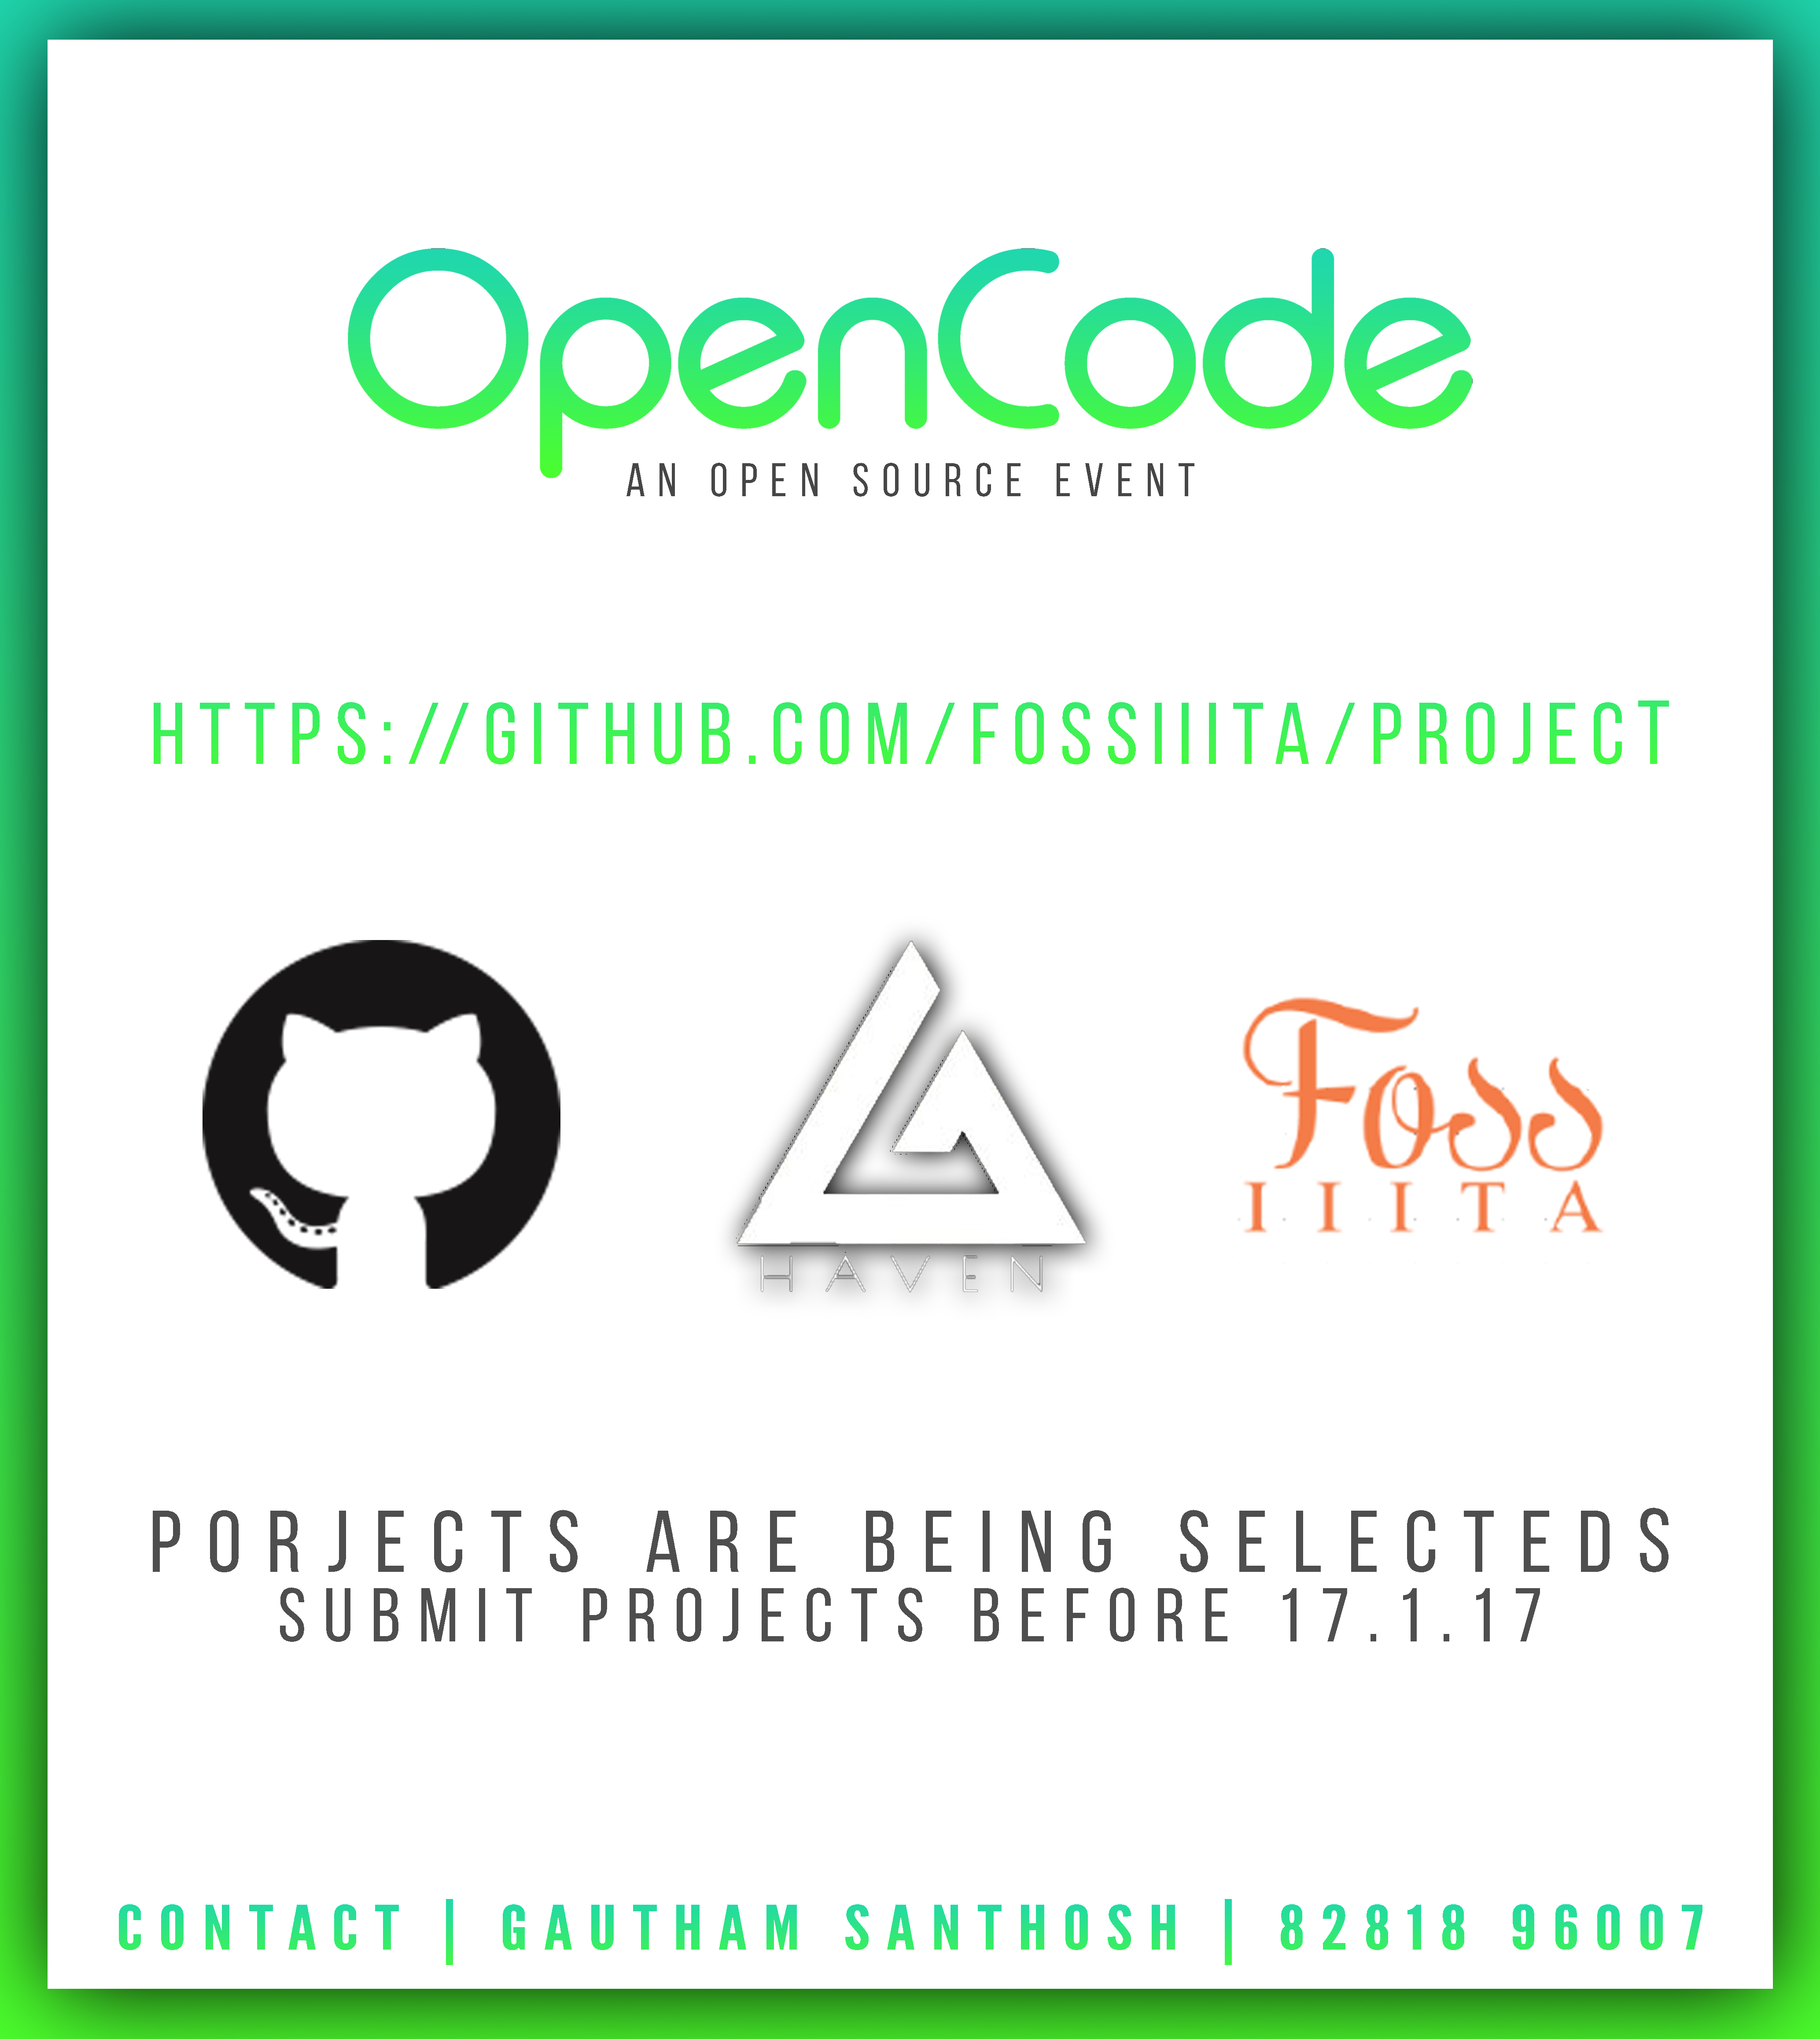 OpenCode
AN OPEN SOURCE EVENT
HTTPS://GITHUB.COM/FOSSIIITA/PROJECT
HAVEN
Foss
IIITA
PORJECTS ARE BEING SELECTEDS
SUBMIT PROJECTS BEFORE 17.1.17
CONTACT | GAUTHAM SANTHOSH | 82818 96007